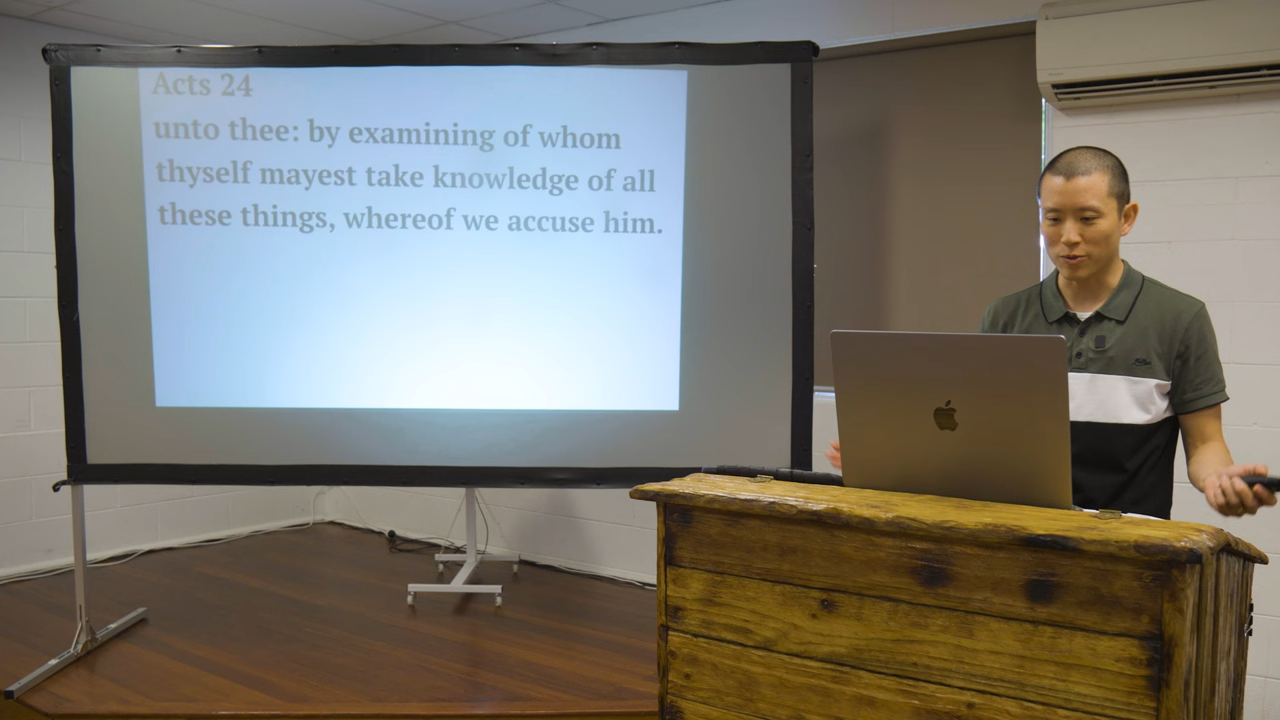 Acts 24
unto thee: by examining of whom
thyself mayest take knowledge of all
these things, whereof we accuse him.